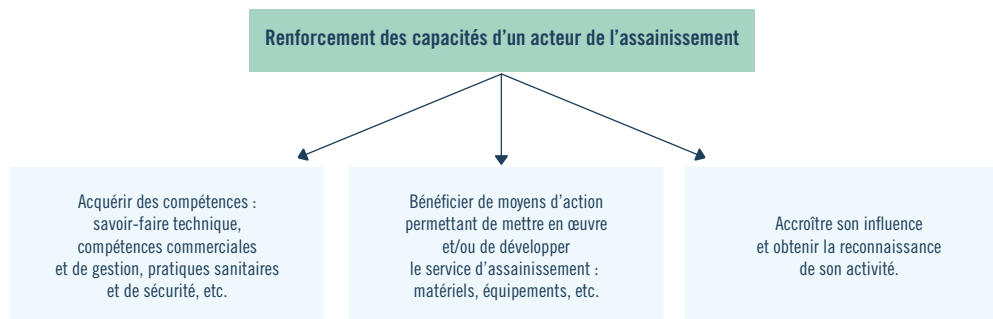 Renforcement des capacités d’un acteur de l’assainissement
Acquérir des compétences :
savoir-faire technique,
compétences commerciales
et de gestion, pratiques sanitaires
et de sécurité, etc.
Bénéficier de moyens d’action
permettant de mettre en œuvre
et/ou de développer
le service d’assainissement :
matériels, équipements, etc.
Accroître son influence
et obtenir la reconnaissance
de son activité.